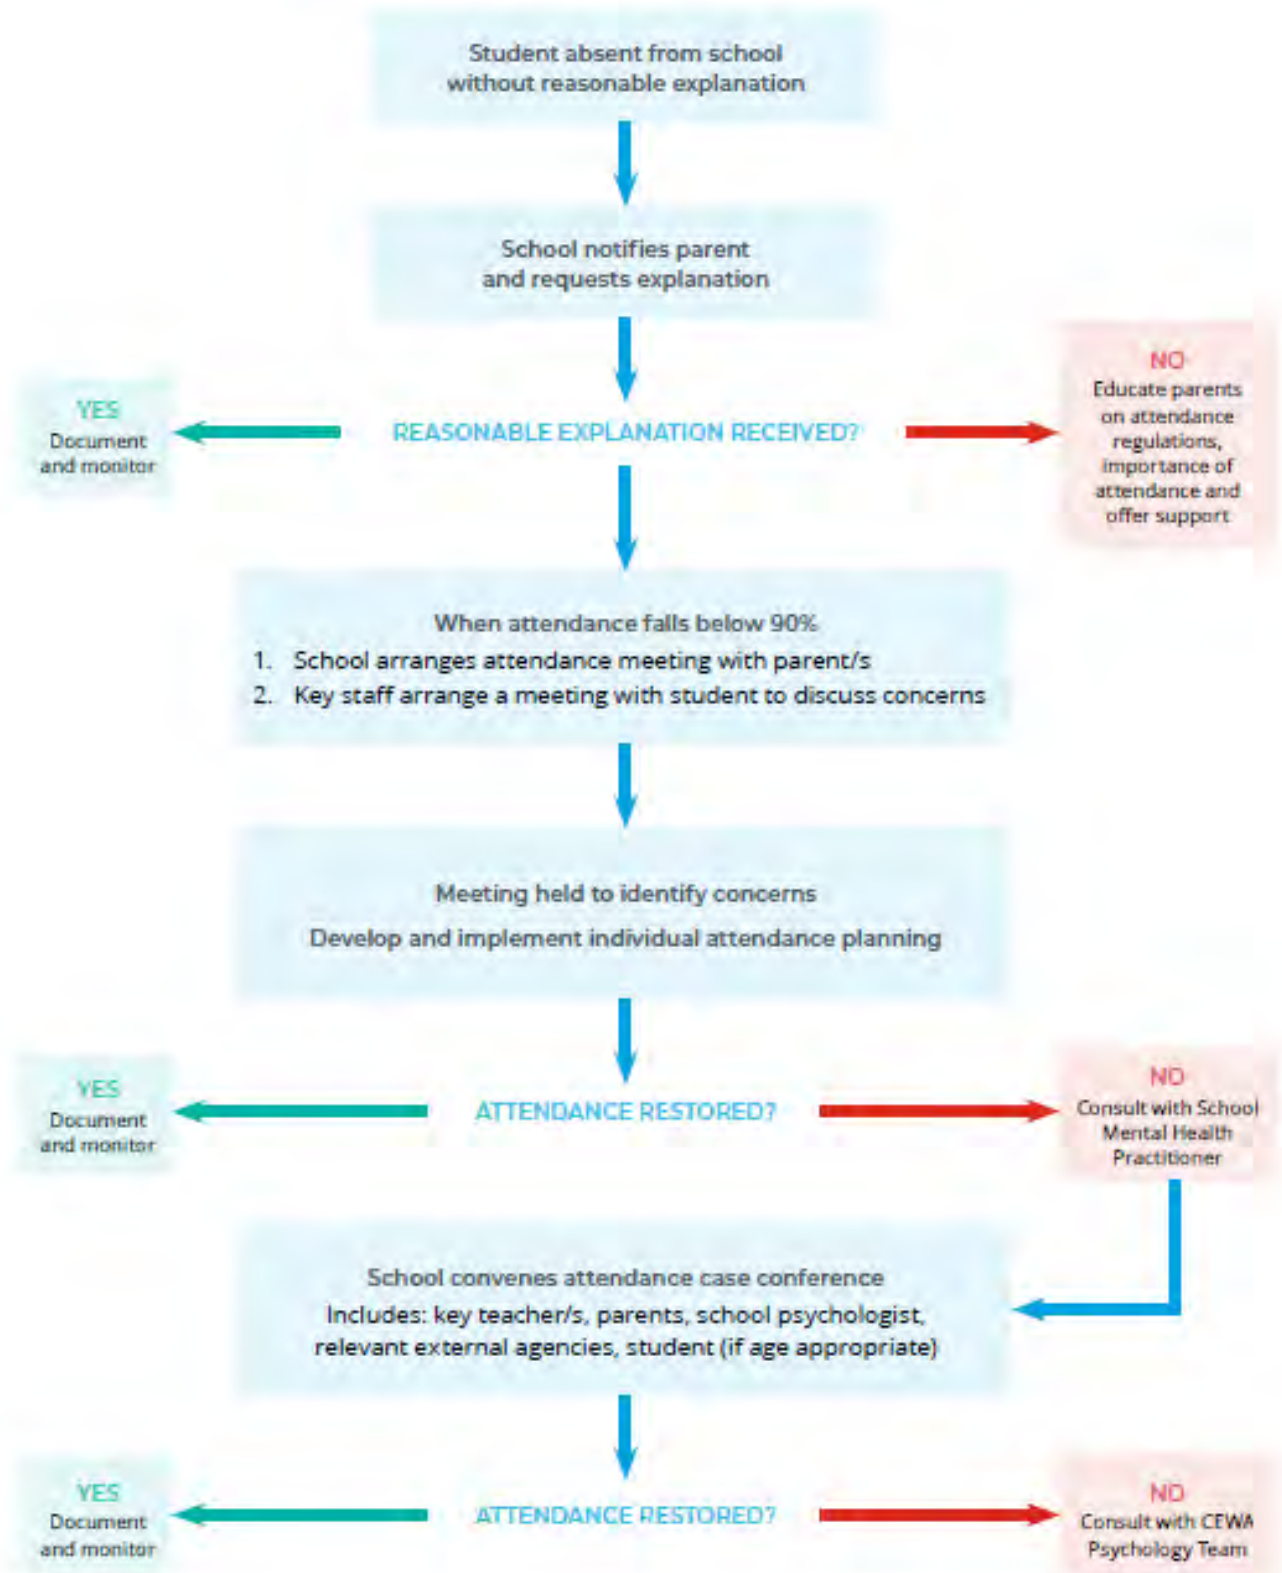 Student absent from school
without reasonable explanation
School notifies parent
and requests explanation
REASONABLE EXPLANATION RECEIVED?
YES
Document
and monitor
NO
Educate parents
on attendance
regulations,
importance of
attendance and
offer support
When attendance falls below 90%
1. School arranges attendance meeting with parent/s
2. Key staff arrange a meeting with student to discuss concerns
Meeting held to identify concerns
Develop and implement individual attendance planning
ATTENDANCE RESTORED?
YES
Document
and monitor
NO
Consult with School
Mental Health
Practitioner
School convenes attendance case conference
Includes: key teacher/s, parents, school psychologist,
relevant external agencies, student (if age appropriate)
ATTENDANCE RESTORED?
YES
Document
and monitor
NO
Consult with CEWA
Psychology Team